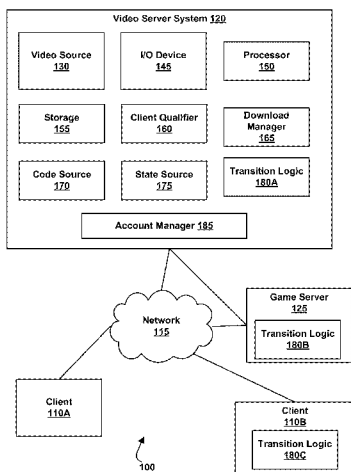 Video Server System 120
Video Source
130
I/O Device
145
Processor
150
Storage
155
Client Qualifier
160
Download
Manager
165
Code Source
170
State Source
175
Transition Logic
180A
Account Manager 185
Game Server
125
Transition Logic
180B
Network
115
Client
110A
Client
110B
Transition Logic
180C
100